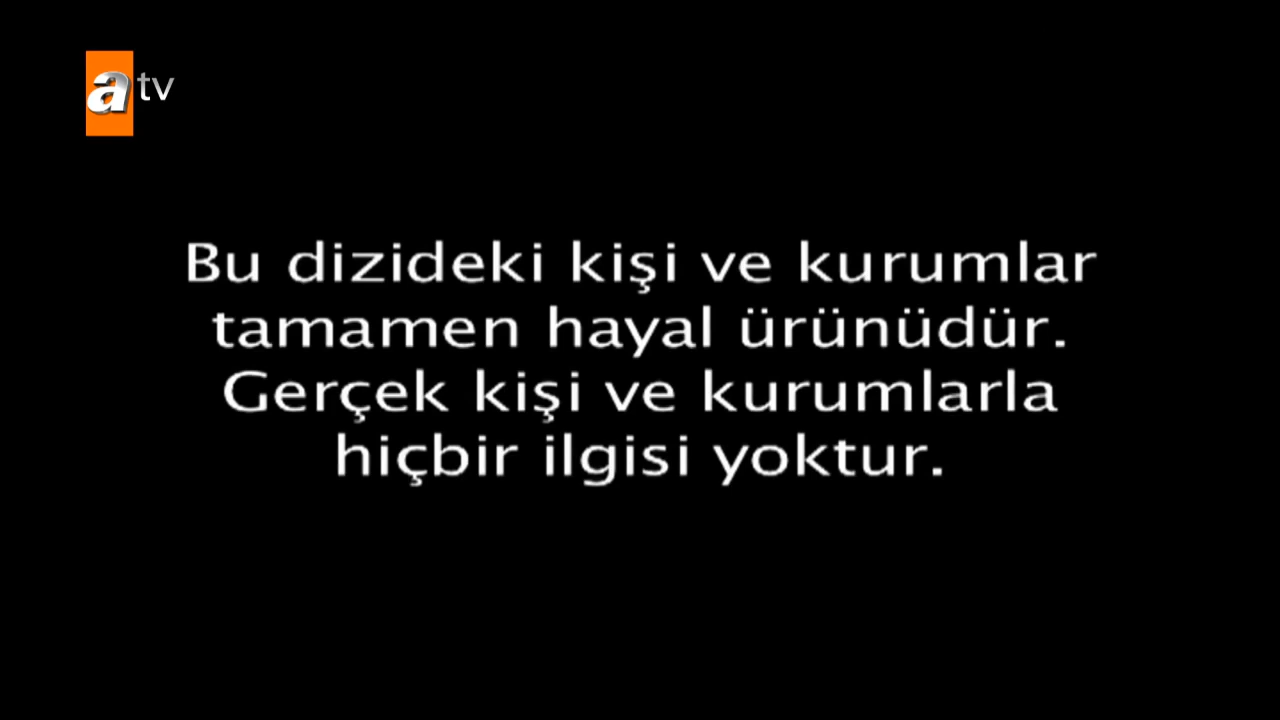 atv
Bu dizideki kişi ve kurumlar
tamamen hayal ürünüdür.
Gerçek kişi ve kurumlarla
hiçbir ilgisi yoktur.